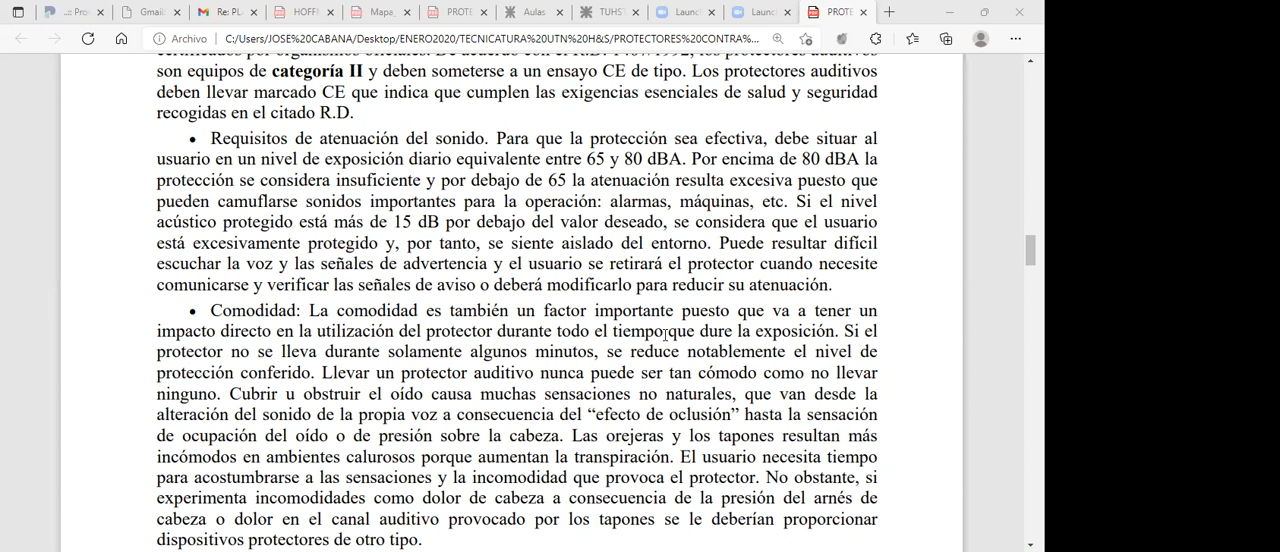 ..: Pro
Gmail
Re: PL
HOFF
Mapa_
PROTE
Aulas
TUHST
Launch
Launch
PROTE
Archivo | C:/Users/JOSE%20CABANA/Desktop/ENERO2020/TECNICATURA%20UTN%20H&S/PROTECTORES%20CONTRA%...
son equipos de categoría II y deben someterse a un ensayo CE de tipo. Los protectores auditivos
deben llevar marcado CE que indica que cumplen las exigencias esenciales de salud y seguridad
recogidas en el citado R.D.
• Requisitos de atenuación del sonido. Para que la protección sea efectiva, debe situar al
usuario en un nivel de exposición diario equivalente entre 65 y 80 dBA. Por encima de 80 dBA la
protección se considera insuficiente y por debajo de 65 la atenuación resulta excesiva puesto que
pueden camuflarse sonidos importantes para la operación: alarmas, máquinas, etc. Si el nivel
acústico protegido está más de 15 dB por debajo del valor deseado, se considera que el usuario
está excesivamente protegido y, por tanto, se siente aislado del entorno. Puede resultar difícil
escuchar la voz y las señales de advertencia y el usuario se retirará el protector cuando necesite
comunicarse y verificar las señales de aviso o deberá modificarlo para reducir su atenuación.
• Comodidad: La comodidad es también un factor importante puesto que va a tener un
impacto directo en la utilización del protector durante todo el tiempo que dure la exposición. Si el
protector no se lleva durante solamente algunos minutos, se reduce notablemente el nivel de
protección conferido. Llevar un protector auditivo nunca puede ser tan cómodo como no llevar
ninguno. Cubrir u obstruir el oído causa muchas sensaciones no naturales, que van desde la
alteración del sonido de la propia voz a consecuencia del “efecto de oclusión” hasta la sensación
de ocupación del oído o de presión sobre la cabeza. Las orejeras y los tapones resultan más
incómodos en ambientes calurosos porque aumentan la transpiración. El usuario necesita tiempo
para acostumbrarse a las sensaciones y la incomodidad que provoca el protector. No obstante, si
experimenta incomodidades como dolor de cabeza a consecuencia de la presión del arnés de
cabeza o dolor en el canal auditivo provocado por los tapones se le deberían proporcionar
dispositivos protectores de otro tipo.